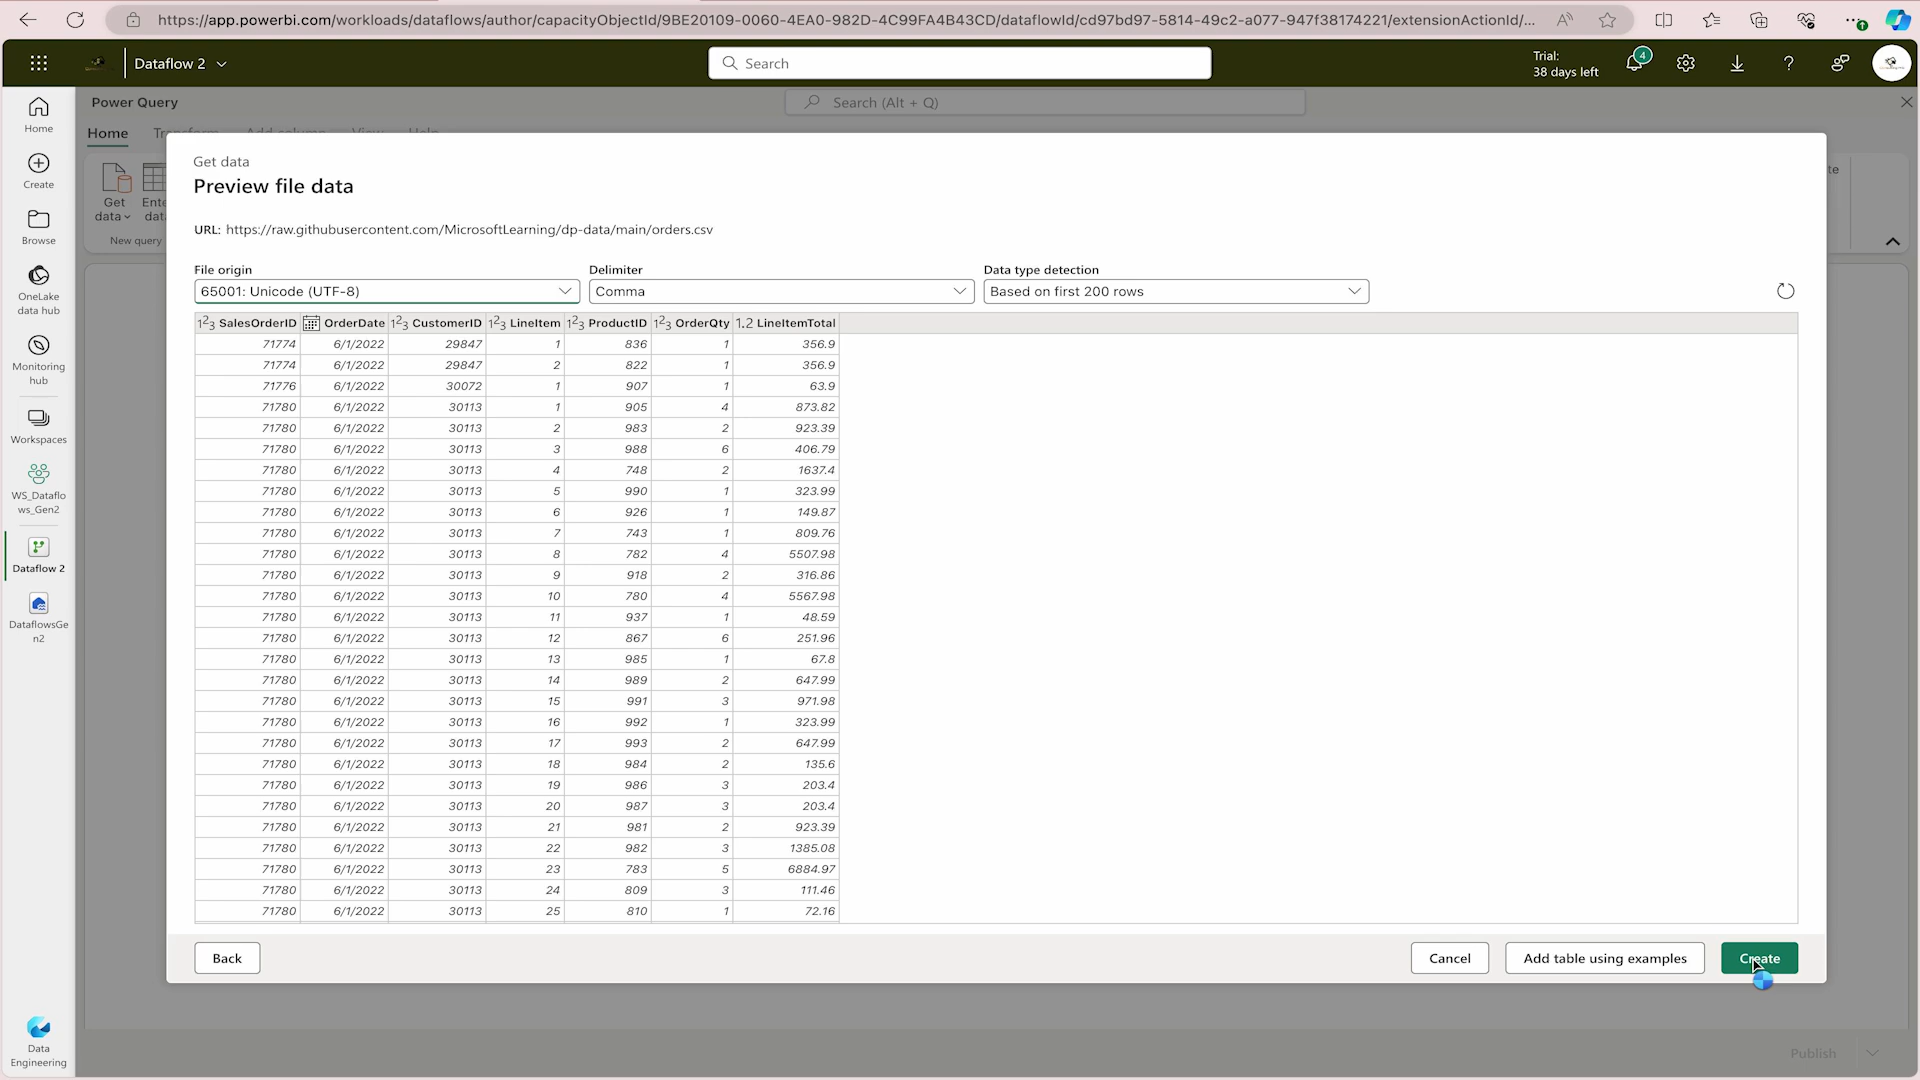 https://app.powerbi.com/workloads/dataflows/author/capacityObjectId/9BE20109-0060-4EA0-982D-4C99FA4B43CD/dataflowId/cd97bd97-5814-49c2-a077-947f38174221/extensionActionId/...
Dataflow 2
Search
Trial:
38 days left
4
Home
Create
Browse
OneLake
data hub
Monitoring
hub
Workspaces
WS_Dataflo
ws_Gen2
Dataflow 2
DataflowsGe
n2
Data
Engineering
Power Query
Search (Alt + Q)
Home Transform Add column View Help
Get
data
Ente
dat
New query
te
Get data
Preview file data
URL: https://raw.githubusercontent.com/MicrosoftLearning/dp-data/main/orders.csv
File origin Delimiter Data type detection
65001: Unicode (UTF-8) Comma Based on first 200 rows
123 SalesOrderID OrderDate 123 CustomerID 123 LineItem 123 ProductID 123 OrderQty 1.2 LineItemTotal
71774 6/1/2022 29847 1 836 1 356.9
71774 6/1/2022 29847 2 822 1 356.9
71776 6/1/2022 30072 1 907 1 63.9
71780 6/1/2022 30113 1 905 4 873.82
71780 6/1/2022 30113 2 983 2 923.39
71780 6/1/2022 30113 3 988 6 406.79
71780 6/1/2022 30113 4 748 2 1637.4
71780 6/1/2022 30113 5 990 1 323.99
71780 6/1/2022 30113 6 926 1 149.87
71780 6/1/2022 30113 7 743 1 809.76
71780 6/1/2022 30113 8 782 4 5507.98
71780 6/1/2022 30113 9 918 2 316.86
71780 6/1/2022 30113 10 780 4 5567.98
71780 6/1/2022 30113 11 937 1 48.59
71780 6/1/2022 30113 12 867 6 251.96
71780 6/1/2022 30113 13 985 1 67.8
71780 6/1/2022 30113 14 989 2 647.99
71780 6/1/2022 30113 15 991 3 971.98
71780 6/1/2022 30113 16 992 1 323.99
71780 6/1/2022 30113 17 993 2 647.99
71780 6/1/2022 30113 18 984 2 135.6
71780 6/1/2022 30113 19 986 3 203.4
71780 6/1/2022 30113 20 987 3 203.4
71780 6/1/2022 30113 21 981 2 923.39
71780 6/1/2022 30113 22 982 3 1385.08
71780 6/1/2022 30113 23 783 5 6884.97
71780 6/1/2022 30113 24 809 3 111.46
71780 6/1/2022 30113 25 810 1 72.16
Back Cancel Add table using examples Create
Publish